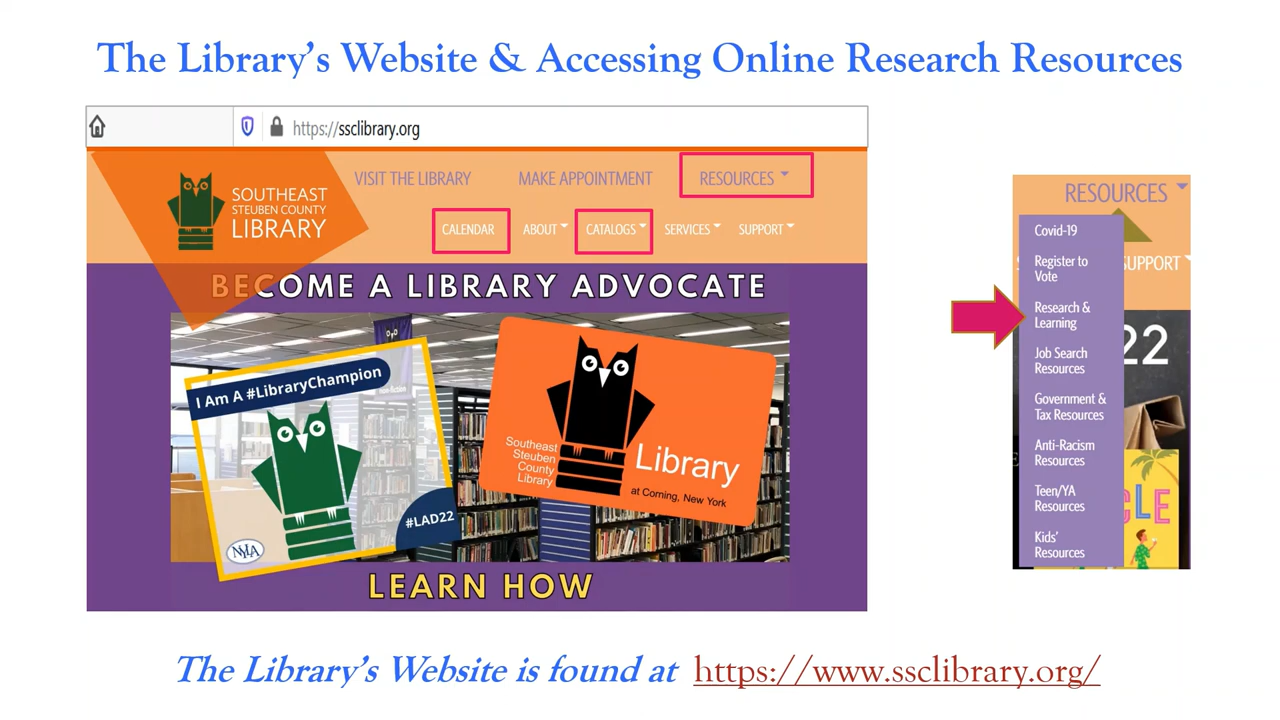 The Library's Website & Accessing Online Research Resources
https://ssclibrary.org
SOUTHEAST
STEUBEN COUNTY
LIBRARY
VISIT THE LIBRARY
MAKE APPOINTMENT
RESOURCES
CALENDAR
ABOUT
CATALOGS
SERVICES
SUPPORT
BECOME A LIBRARY ADVOCATE
I Am A #LibraryChampion
#LAD22
NYLA
Southeast
Steuben
County
Library
Library
at Corning, New York
LEARN HOW
RESOURCES
Covid-19
Register to
Vote
SUPPORT
Research &
Learning
22
Job Search
Resources
Government &
Tax Resources
Anti-Racism
Resources
Teen/YA
Resources
CLE
Kids'
Resources
The Library's Website is found at https://www.ssclibrary.org/